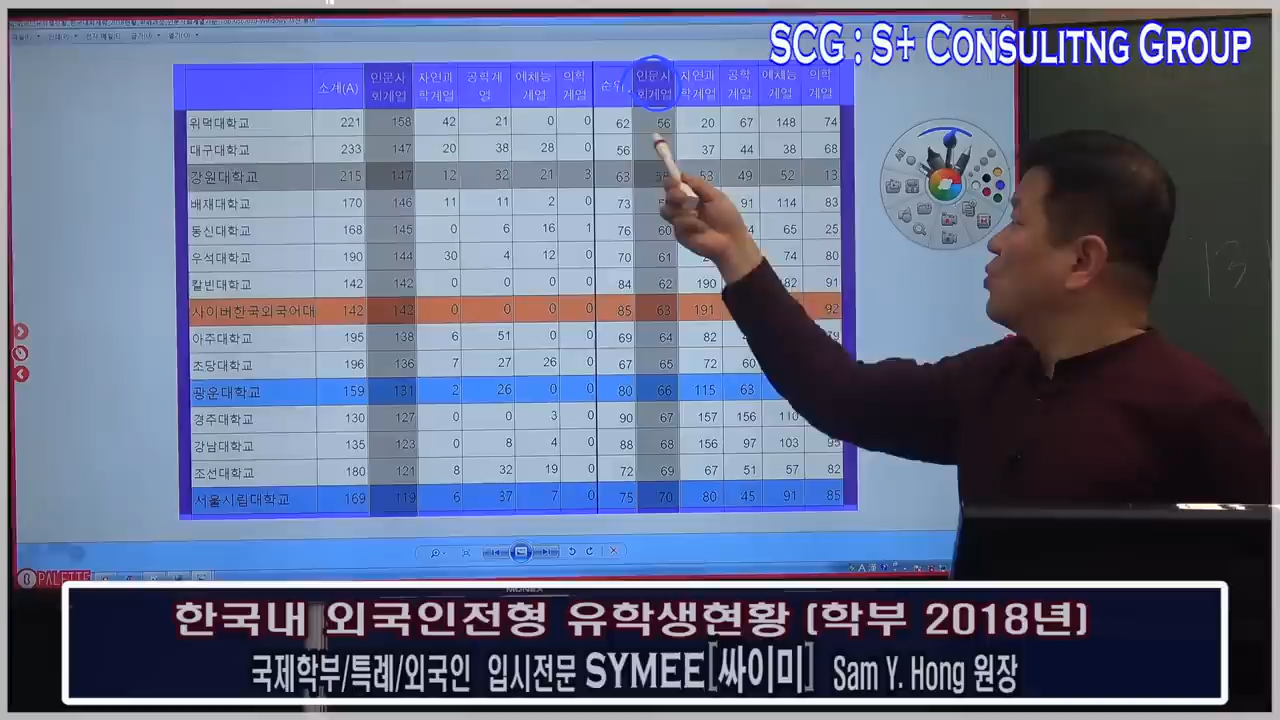 SCG : S+ CONSULITNG GROUP
소계(A) 인문사회계열 자연과학계열 공학계열 예체능계열 의학계열 순위 인문사회계열 자연과학계열 공학계열 예체능계열 의학계열
위덕대학교 221 158 42 21 0 0 62 56 20 67 148 74
대구대학교 233 147 20 38 28 0 56 37 44 38 68
강원대학교 215 147 12 32 21 3 63 53 49 52 13
배재대 170 146 11 11 2 0 73 91 114 83
동신대학교 168 145 0 6 16 1 76 60 65 25
우석대학교 190 144 30 4 12 0 70 61 74 80
칼빈대학교 142 142 0 0 0 0 84 62 190 182 91
사이버한국외국어대 142 142 0 0 0 0 85 63 191 92
아주대학교 195 138 6 51 0 0 69 64 82 79
초당대학교 196 136 7 27 26 0 67 65 72 60
광운대학교 159 131 2 26 0 0 80 66 115 63
경주대학교 130 127 0 0 3 0 90 67 157 156 110
강남대학교 135 123 0 8 4 0 88 68 156 97 103 93
조선대학교 180 121 8 32 19 0 72 69 67 51 57 82
서울시립대학교 169 119 6 37 7 0 75 70 80 45 91 85
PALETTE
한국내 외국인전형 유학생현황 (학부 2018년)
국제학부/특례/외국인 입시전문 SYMEE[싸이미] Sam Y. Hong 원장